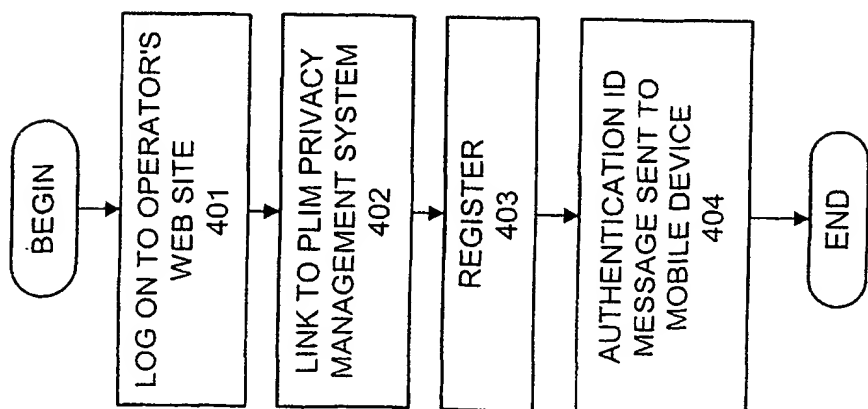 BEGIN
LOG ON TO OPERATOR'S
WEB SITE
401
LINK TO PLIM PRIVACY
MANAGEMENT SYSTEM
402
REGISTER
403
AUTHENTICATION ID
MESSAGE SENT TO
MOBILE DEVICE
404
END